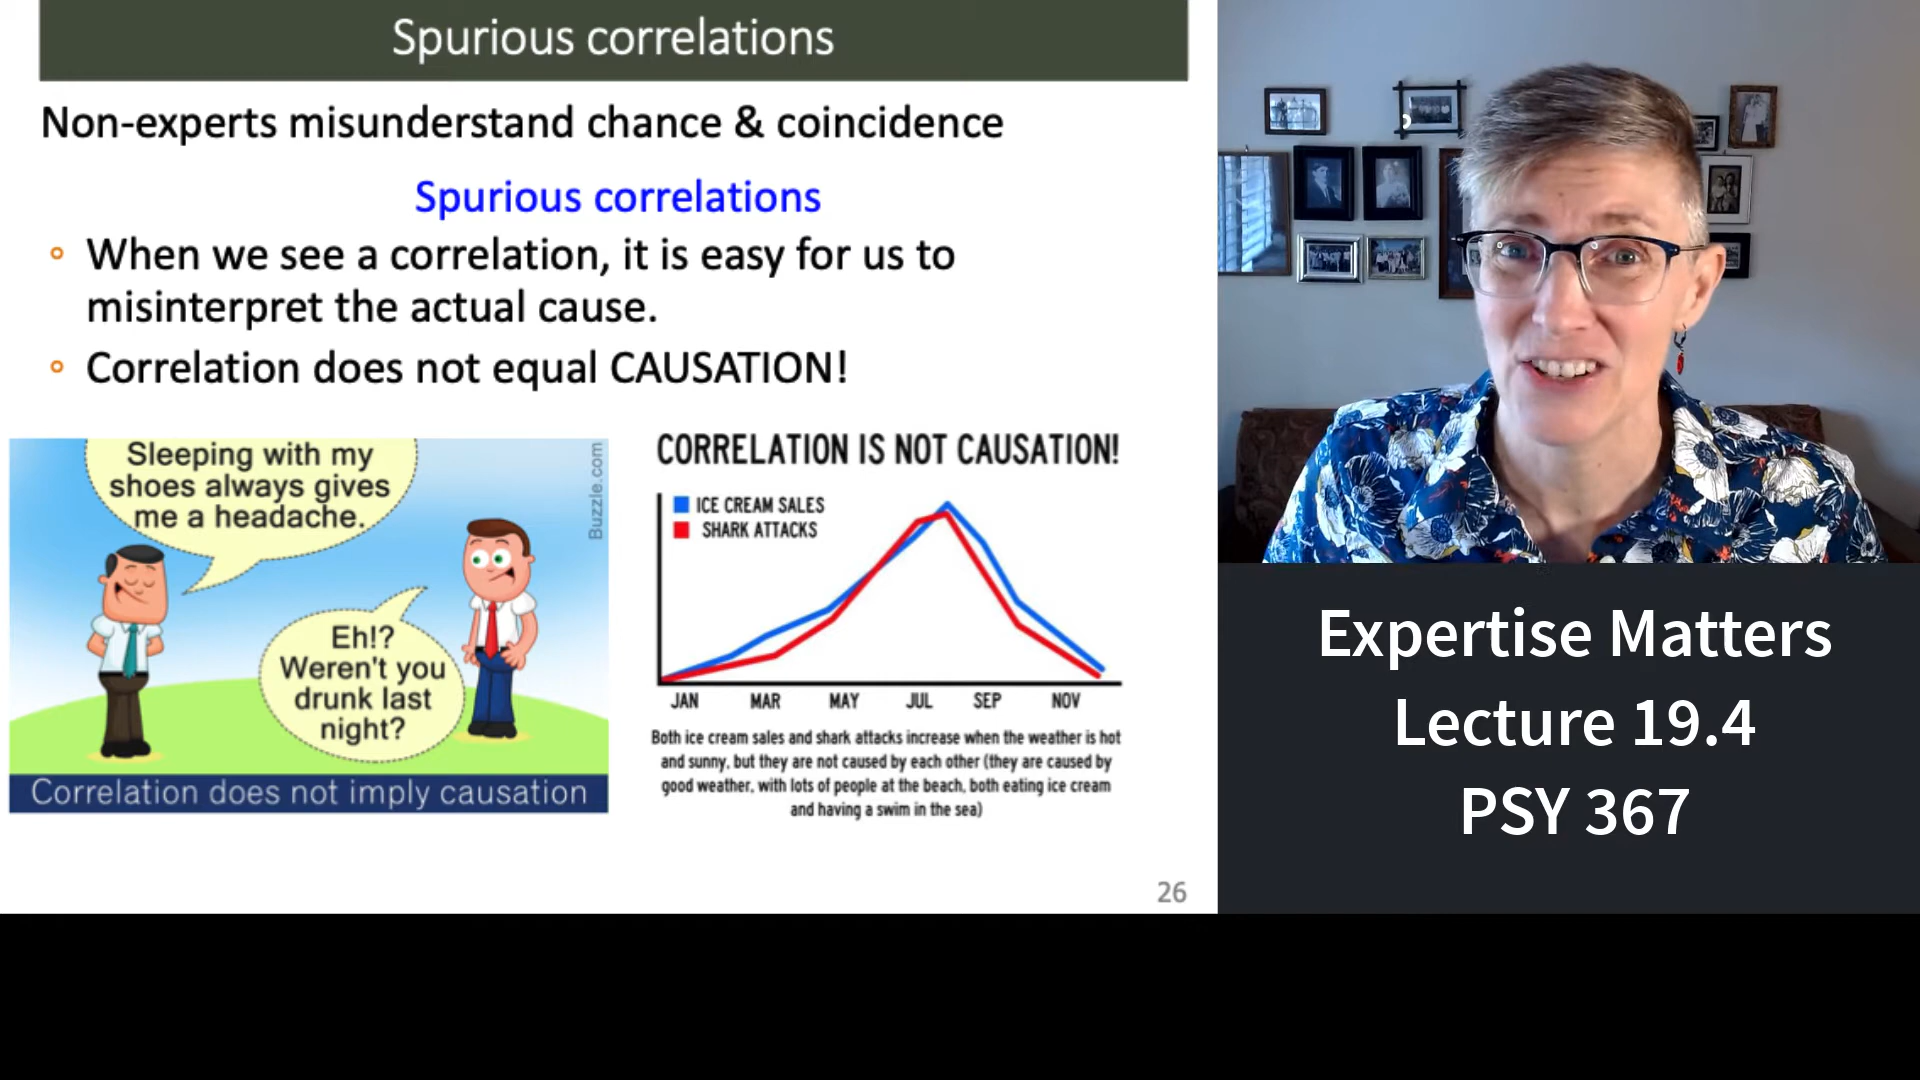 Spurious correlations
Non-experts misunderstand chance & coincidence
Spurious correlations
When we see a correlation, it is easy for us to
misinterpret the actual cause.
Correlation does not equal CAUSATION!
Sleeping with my
shoes always gives
me a headache.
Eh!?
Weren't you
drunk last
night?
Buzzle.com
Correlation does not imply causation
CORRELATION IS NOT CAUSATION!
ICE CREAM SALES
SHARK ATTACKS
JAN MAR MAY JUL SEP NOV
Both ice cream sales and shark attacks increase when the weather is hot
and sunny, but they are not caused by each other (they are caused by
good weather, with lots of people at the beach, both eating ice cream
and having a swim in the sea)
26
Expertise Matters
Lecture 19.4
PSY 367